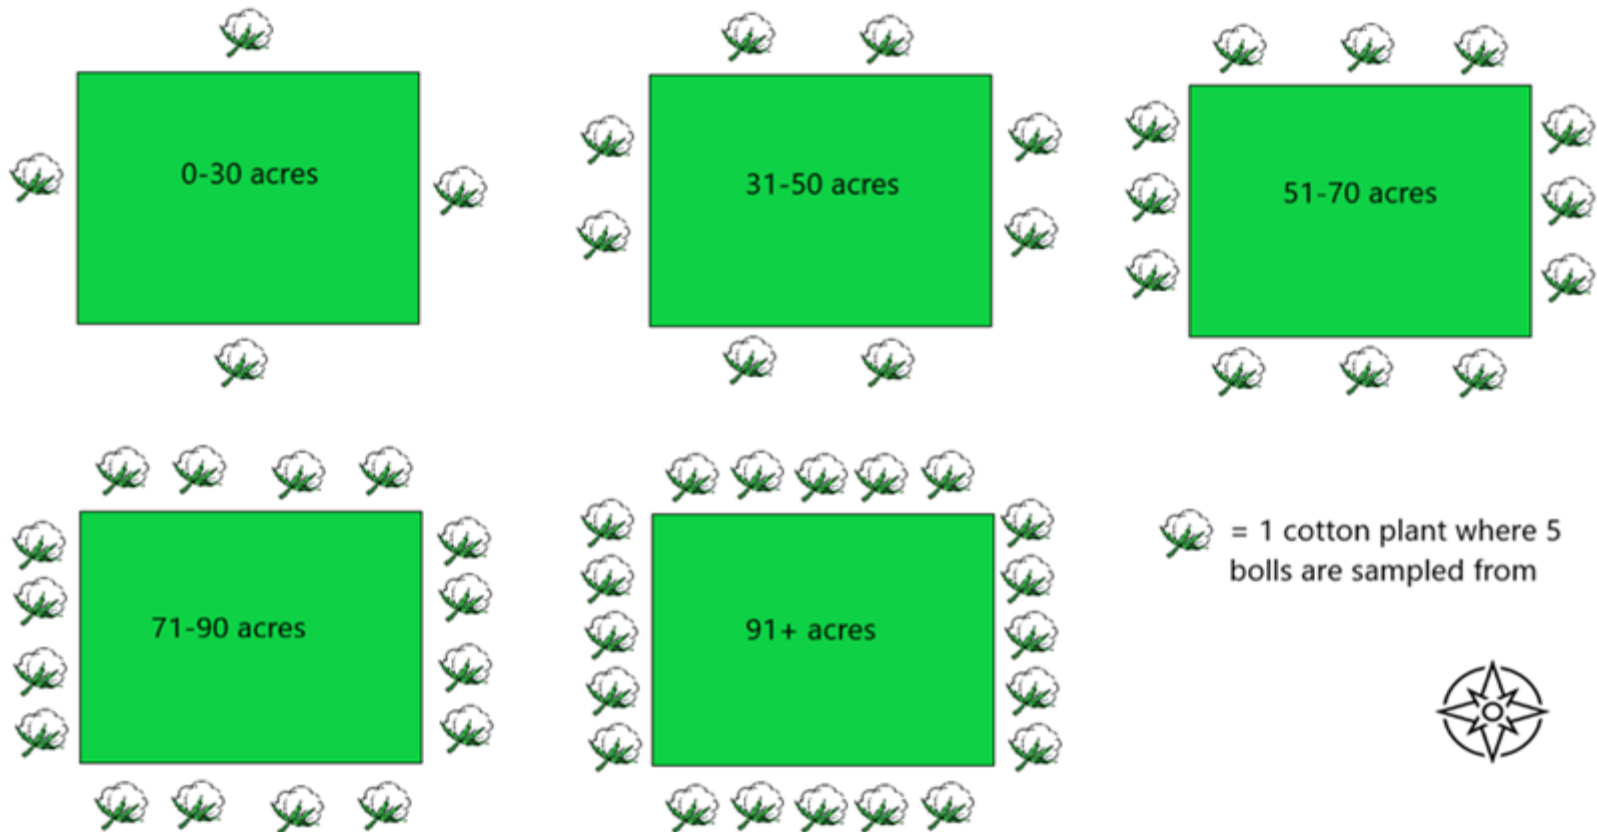 0-30 acres
31-50 acres
51-70 acres
71-90 acres
91+ acres
= 1 cotton plant where 5
bolls are sampled from